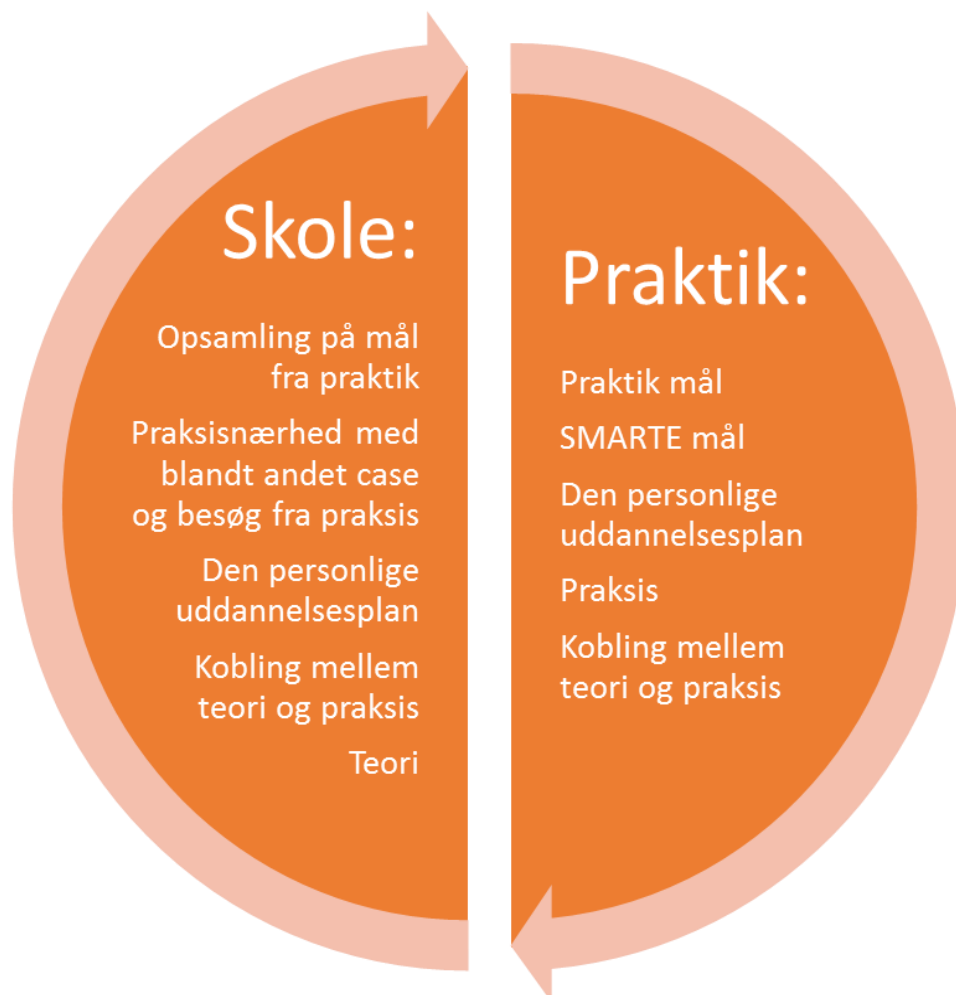 Skole:
Opsamling på mål
fra praktik
Praksisnærhed med
blandt andet case
og besøg fra praksis
Den personlige
uddannelsesplan
Kobling mellem
teori og praksis
Teori
Praktik:
Praktik mål
SMARTE mål
Den personlige
uddannelsesplan
Praksis
Kobling mellem
teori og praksis